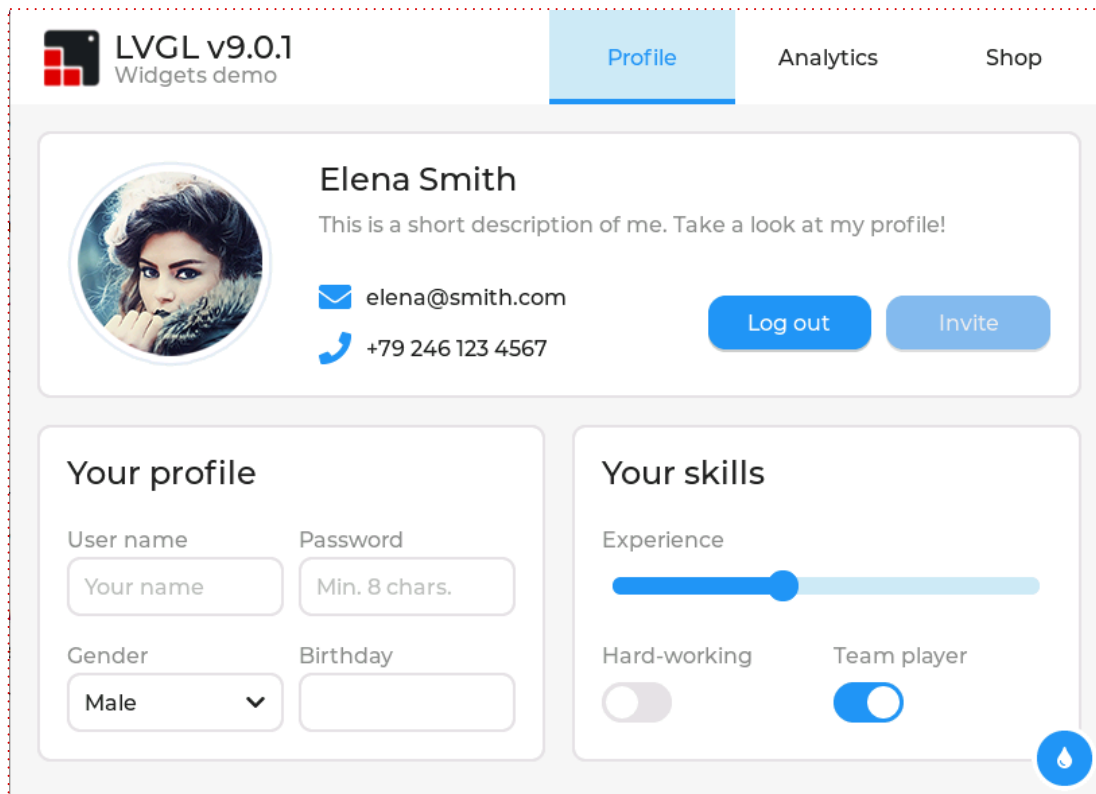 LVGL v9.0.1
Widgets demo
Profile
Analytics
Shop
Elena Smith
This is a short description of me. Take a look at my profile!
elena@smith.com
+79 246 123 4567
Log out
Invite
Your profile
User name
Password
Your name
Min. 8 chars.
Gender
Birthday
Male
Your skills
Experience
Hard-working
Team player